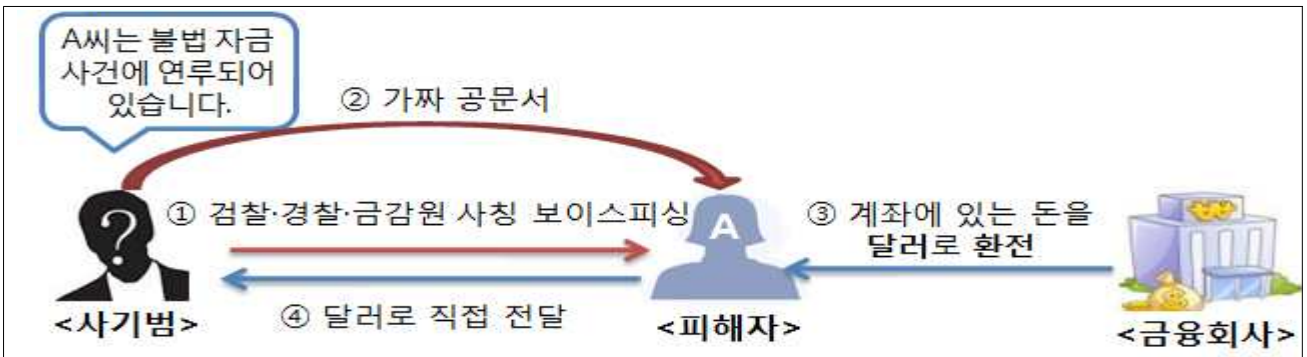 A씨는 불법 자금
사건에 연루되어
있습니다.
② 가짜 공문서
① 검찰·경찰·금감원 사칭 보이스피싱
A
③ 계좌에 있는 돈을
달러로 환전
?
④ 달러로 직접 전달
<사기범>
<피해자>
<금융회사>